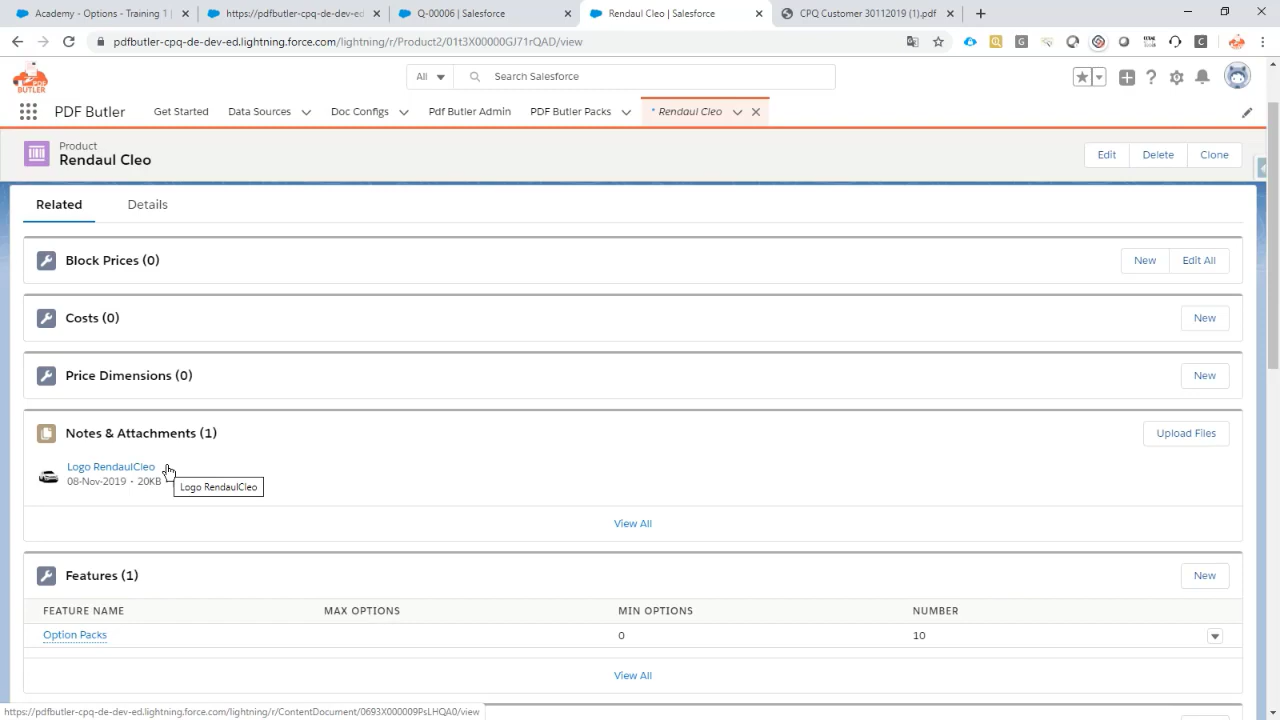 Academy - Options - Training 1 |
https://pdfbutler-cpq-de-dev-ed
Q-00006 | Salesforce
Rendaul Cleo | Salesforce
CPQ Customer 30112019 (1).pdf
pdfbutler-cpq-de-dev-ed.lightning.force.com/lightning/r/Product2/01t3X00000GJ71rQAD/view
PDF
BUTLER
All
Search Salesforce
PDF Butler
Get Started
Data Sources
Doc Configs
Pdf Butler Admin
PDF Butler Packs
* Rendaul Cleo
Product
Rendaul Cleo
Edit
Delete
Clone
Related
Details
Block Prices (0)
New
Edit All
Costs (0)
New
Price Dimensions (0)
New
Notes & Attachments (1)
Upload Files
Logo RendaulCleo
08-Nov-2019 • 20KB
Logo RendaulCleo
View All
Features (1)
New
FEATURE NAME MAX OPTIONS MIN OPTIONS NUMBER
Option Packs 0 10
View All
https://pdfbutler-cpq-de-dev-ed.lightning.force.com/lightning/r/ContentDocument/0693X000009PsLHQA0/view